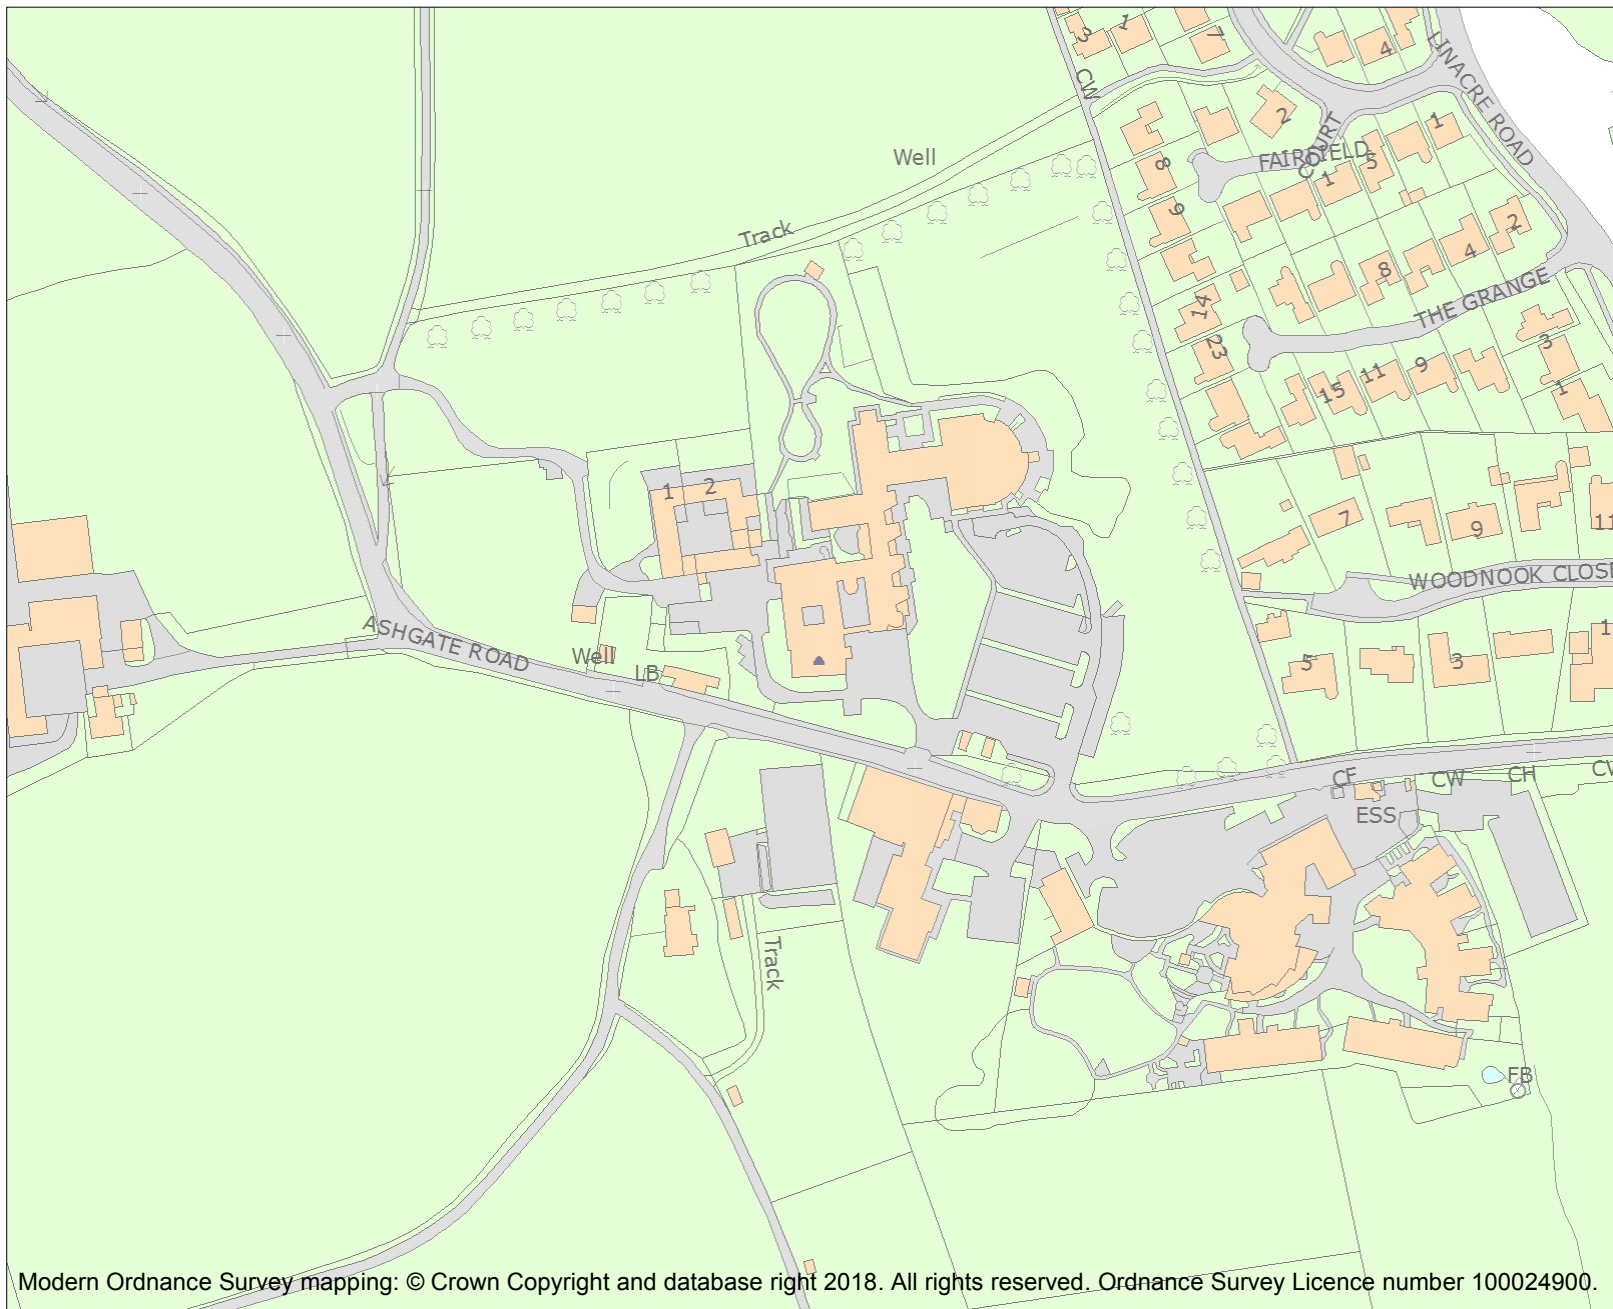 3
1
7
4
LINACRE ROAD
CW
2
1
COURT
FAIRFIELD
Well
8
5
1
9
2
Track
4
8
THE GRANGE
14
23
3
9
11
15
1
1
2
7
9
11
WOODNOOK CLOSE
ASHGATE ROAD
Well
LB
5
3
1
CF
CW
CH
CW
ESS
Track
FB
Modern Ordnance Survey mapping: © Crown Copyright and database right 2018. All rights reserved. Ordnance Survey Licence number 100024900.